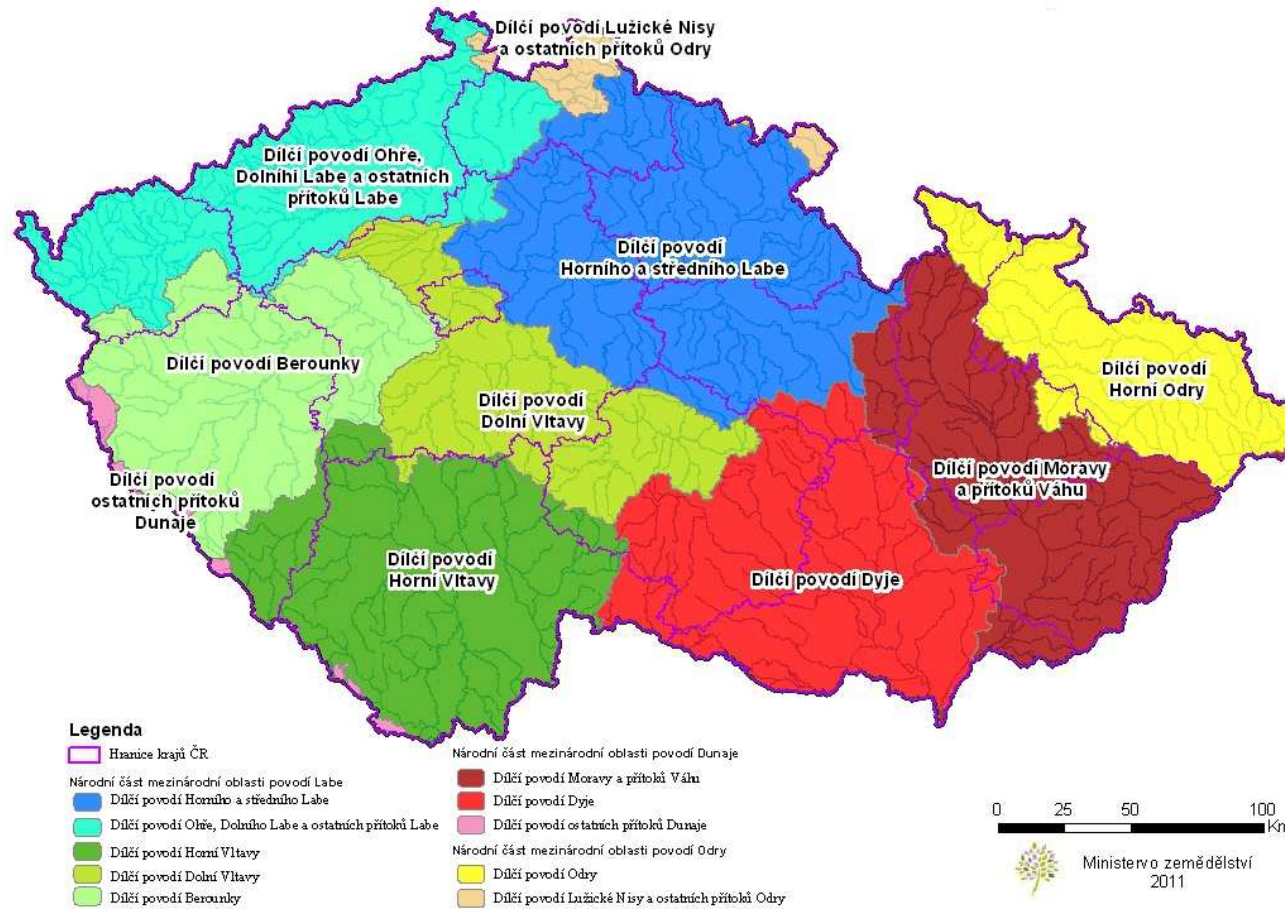 Dílčí povodí Lužické Nisy
a ostatních přítoků Odry
Dílčí povodí Ohře,
Dolníhi Labe a ostatních
přítoků Labe
Dílčí povodí
Horního a středního Labe
Dílčí povodí Berounky
Dílčí povodí
Horní Odry
Dílčí povodí
Dolní Vltavy
Dílčí povodí Moravy
a přítoků Váhu
Dílčí povodí
ostatních přítoků
Dunaje
Dílčí povodí
Horní Vltavy
Dílčí povodí Dyje
Legenda
Hranice krajů ČR
Národní část mezinárodní oblasti povodí Labe
Dílčí povodí Horního a středního Labe
Dílčí povodí Ohře, Dolního Labe a ostatních přítoků Labe
Dílčí povodí Horní Vltavy
Dílčí povodí Dolní Vltavy
Dílčí povodí Berounky
Národní část mezinárodní oblasti povodí Dunaje
Dílčí povodí Moravy a přítoků Váhu
Dílčí povodí Dyje
Dílčí povodí ostatních přítoků Dunaje
Národní část mezinárodní oblasti povodí Odry
Dílčí povodí Odry
Dílčí povodí Lužické Nisy a ostatních přítoků Odry
0 25 50 100
Km
Ministervo zemědělství
2011